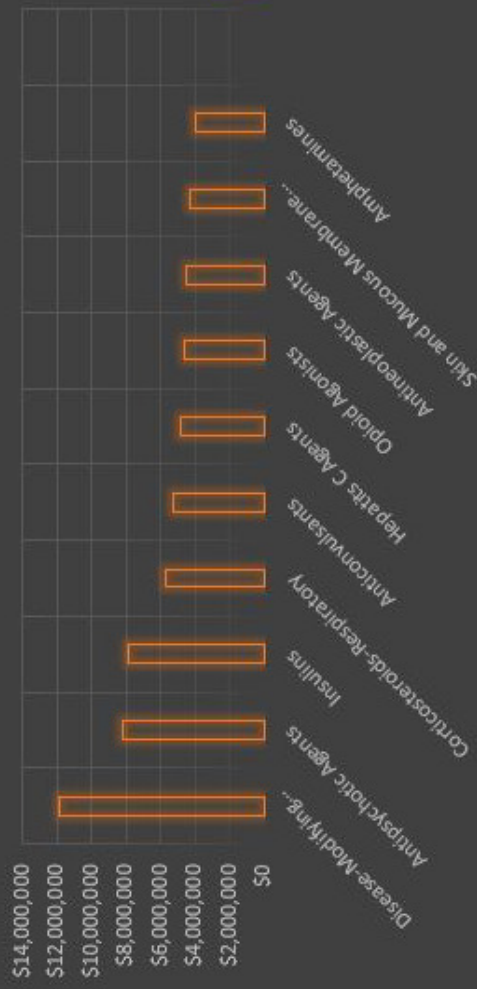 $14,000,000
$12,000,000
$10,000,000
$8,000,000
$6,000,000
$4,000,000
$2,000,000
$0
Disease-Modifying...
Antipsychotic Agents
Insulins
Corticosteroids-Respiratory
Anticonvulsants
Hepatits C Agents
Opioid Agonists
Antineoplastic Agents
Skin and Mucous Membrane...
Amphetamines